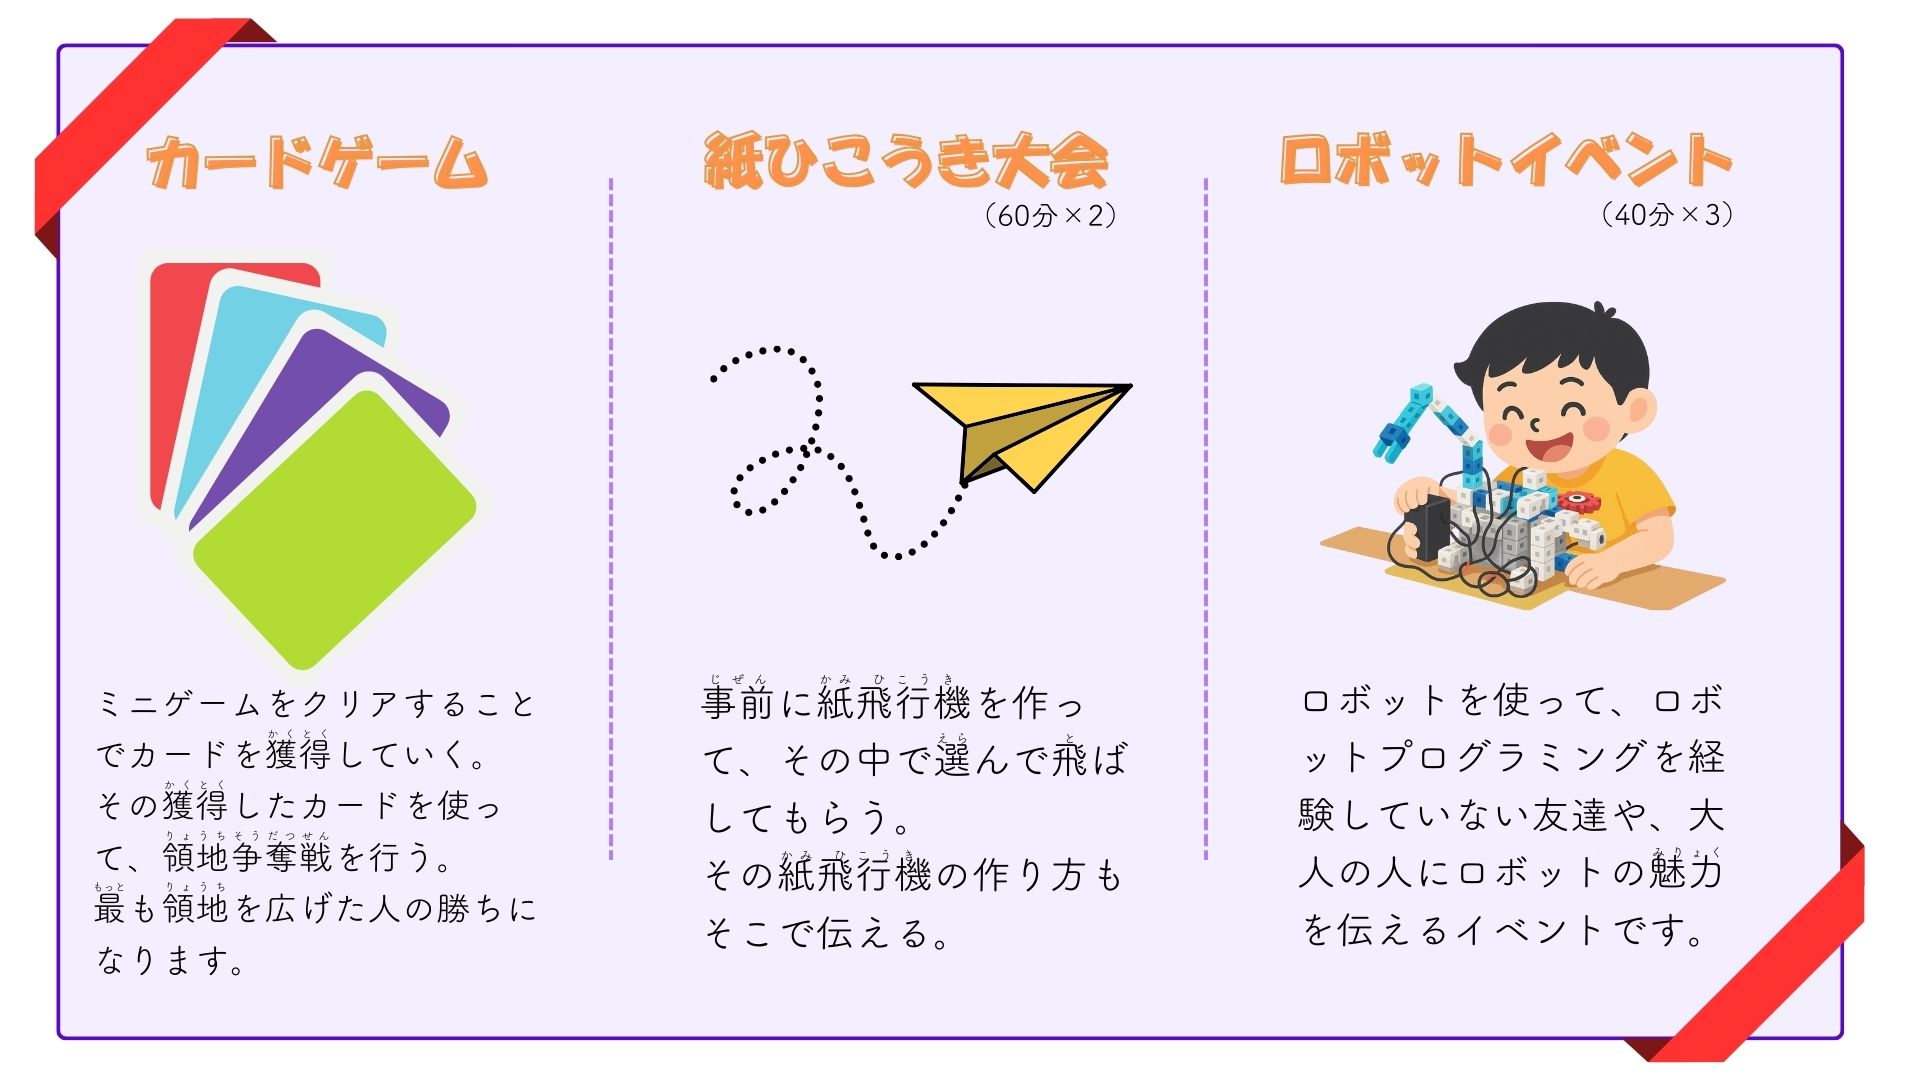 カードゲーム
ミニゲームをクリアすること
でカードを獲得していく。
その獲得したカードを使っ
て、領地争奪戦を行う。
最も領地を広げた人の勝ちに
なります。
紙ひこうき大会
（60分×2）
事前に紙飛行機を作っ
て、その中で選んで飛ば
してもらう。
その紙飛行機の作り方も
そこで伝える。
ロボットイベント
（40分×3）
ロボットを使って、ロボ
ットプログラミングを経
験していない友達や、大
人の人にロボットの魅力
を伝えるイベントです。